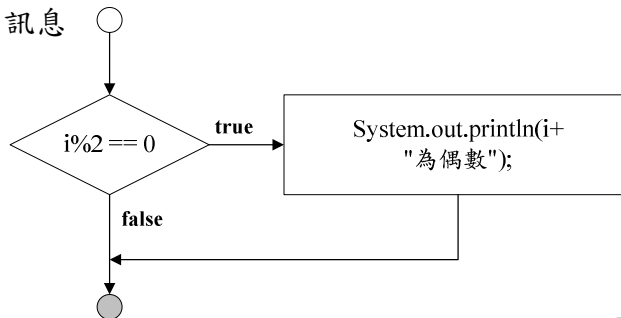 訊息
i%2 == 0
true
System.out.println(i+
"為偶數");
false